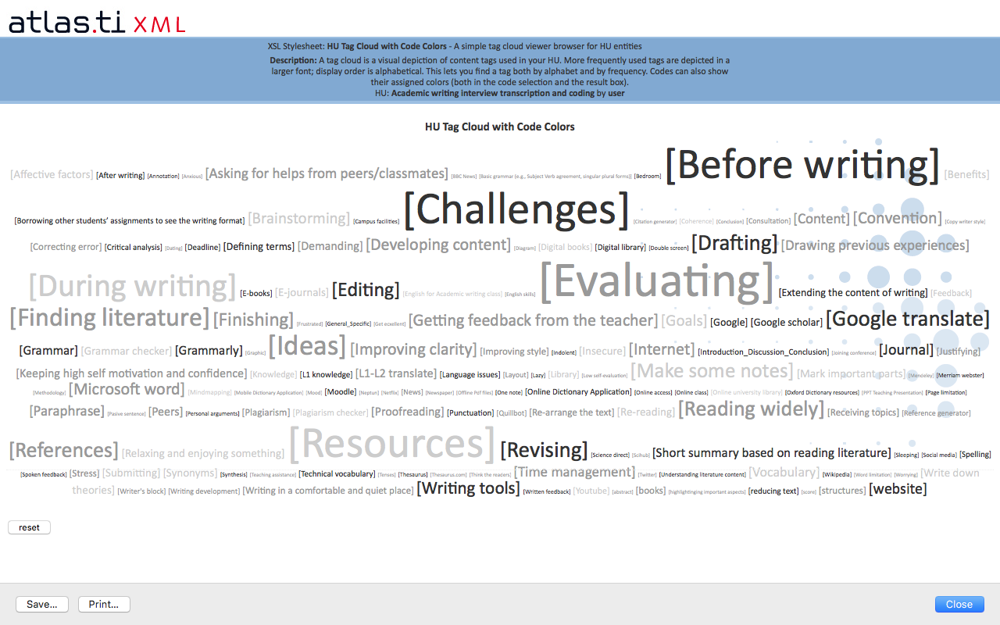 atlas.ti XML
XSL Stylesheet: HU Tag Cloud with Code Colors - A simple tag cloud viewer browser for HU entities
Description: A tag cloud is a visual depiction of content tags used in your HU. More frequently used tags are depicted in a
larger font; display order is alphabetical. This lets you find a tag both by alphabet and by frequency. Codes can also show
their assigned colors (both in the code selection and the result box).
HU: Academic writing interview transcription and coding by user
HU Tag Cloud with Code Colors
[Affective factors] [After writing] [Annotation] [Anxious] [Asking for helps from peers/classmates] [BBC News] [Basic grammar (e.g., Subject Verb agreement, singular plural forms)] [Bedroom] [Before writing] [Benefits]
[Borrowing other students’ assignments to see the writing format] [Brainstorming] [Campus facilities] [Challenges] [Citation generator] [Coherence] [Conclusion] [Consultation] [Content] [Convention] [Copy writer style]
[Correcting error] [Critical analysis] [Dating] [Deadline] [Defining terms] [Demanding] [Developing content] [Diagram] [Digital books] [Digital library] [Double screen] [Drafting] [Drawing previous experiences]
[During writing] [E-books] [E-journals] [Editing] [English for Academic writing class] [English skills] [Evaluating] [Extending the content of writing] [Feedback]
[Finding literature] [Finishing] [Frustrated] [General_Specific] [Get ecxellent] [Getting feedback from the teacher] [Goals] [Google] [Google scholar] [Google translate]
[Grammar] [Grammar checker] [Grammarly] [Graphic] [Ideas] [Improving clarity] [Improving style] [Indolent] [Insecure] [Internet] [Introduction_Discussion_Conclusion] [Joining conference] [Journal] [Justifying]
[Keeping high self motivation and confidence] [Knowledge] [L1 knowledge] [L1-L2 translate] [Language issues] [Layout] [Lazy] [Library] [Low self-evaluation] [Make some notes] [Mark important parts] [Mendeley] [Merriam webster]
[Methodology] [Microsoft word] [Mindmapping] [Mobile Dictionary Application] [Mood] [Moodle] [Neptun] [Netflix] [News] [Newspaper] [Offline Pdf files] [One note] [Online Dictionary Application] [Online access] [Online class] [Online university library] [Oxford Dictionary resources] [PPT Teaching Presentation] [Page limitation]
[Paraphrase] [Pasive sentence] [Peers] [Personal arguments] [Plagiarism] [Plagiarism checker] [Proofreading] [Punctuation] [Quillbot] [Re-arrange the text] [Re-reading] [Reading widely] [Receiving topics] [Reference generator]
[References] [Relaxing and enjoying something] [Resources] [Revising] [Science direct] [Scihub] [Short summary based on reading literature] [Sleeping] [Social media] [Spelling]
[Spoken feedback] [Stress] [Submitting] [Synonyms] [Synthesis] [Teaching assistance] [Technical vocabulary] [Tenses] [Thesaurus] [Thesaurus.com] [Think the readers] [Time management] [Twitter] [Understanding literature content] [Vocabulary] [Wikipedia] [Word limitation] [Worrying] [Write down
theories] [Writer's block] [Writing development] [Writing in a comfortable and quiet place] [Writing tools] [Written feedback] [Youtube] [abstract] [books] [highlightinging important aspects] [reducing text] [score] [structures] [website]
reset
Save... Print... Close